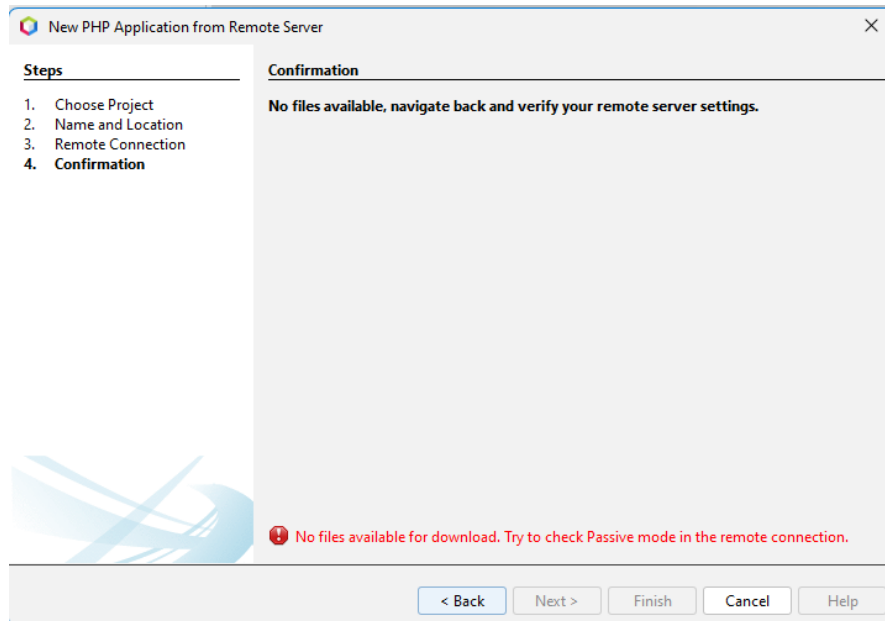 New PHP Application from Remote Server
Steps
1. Choose Project
2. Name and Location
3. Remote Connection
4. Confirmation
Confirmation
No files available, navigate back and verify your remote server settings.
No files available for download. Try to check Passive mode in the remote connection.
< Back Next > Finish Cancel Help